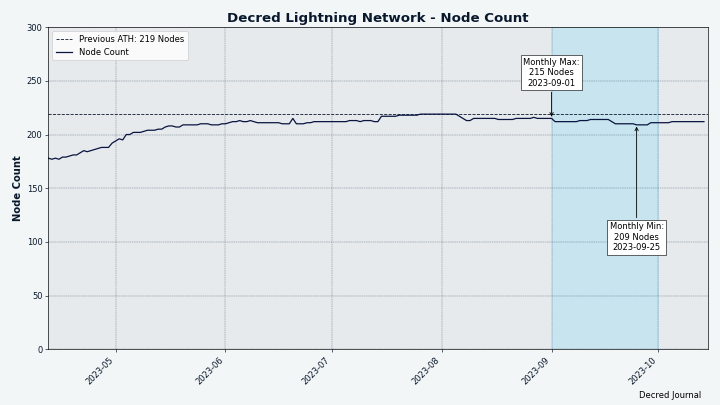 Decred Lightning Network - Node Count
Previous ATH: 219 Nodes
Node Count
Monthly Max:
215 Nodes
2023-09-01
Monthly Min:
209 Nodes
2023-09-25
Node Count
300
250
200
150
100
50
0
2023-05
2023-06
2023-07
2023-08
2023-09
2023-10
Decred Journal